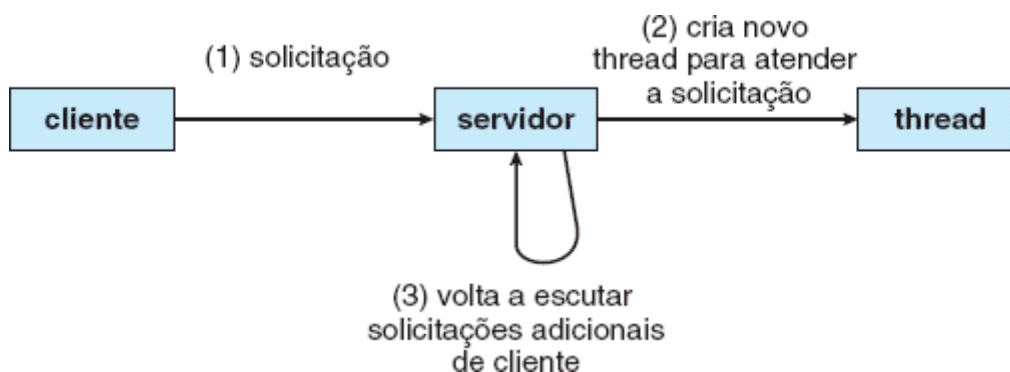 (1) solicitação
(2) cria novo
thread para atender
a solicitação
cliente
servidor
thread
(3) volta a escutar
solicitações adicionais
de cliente